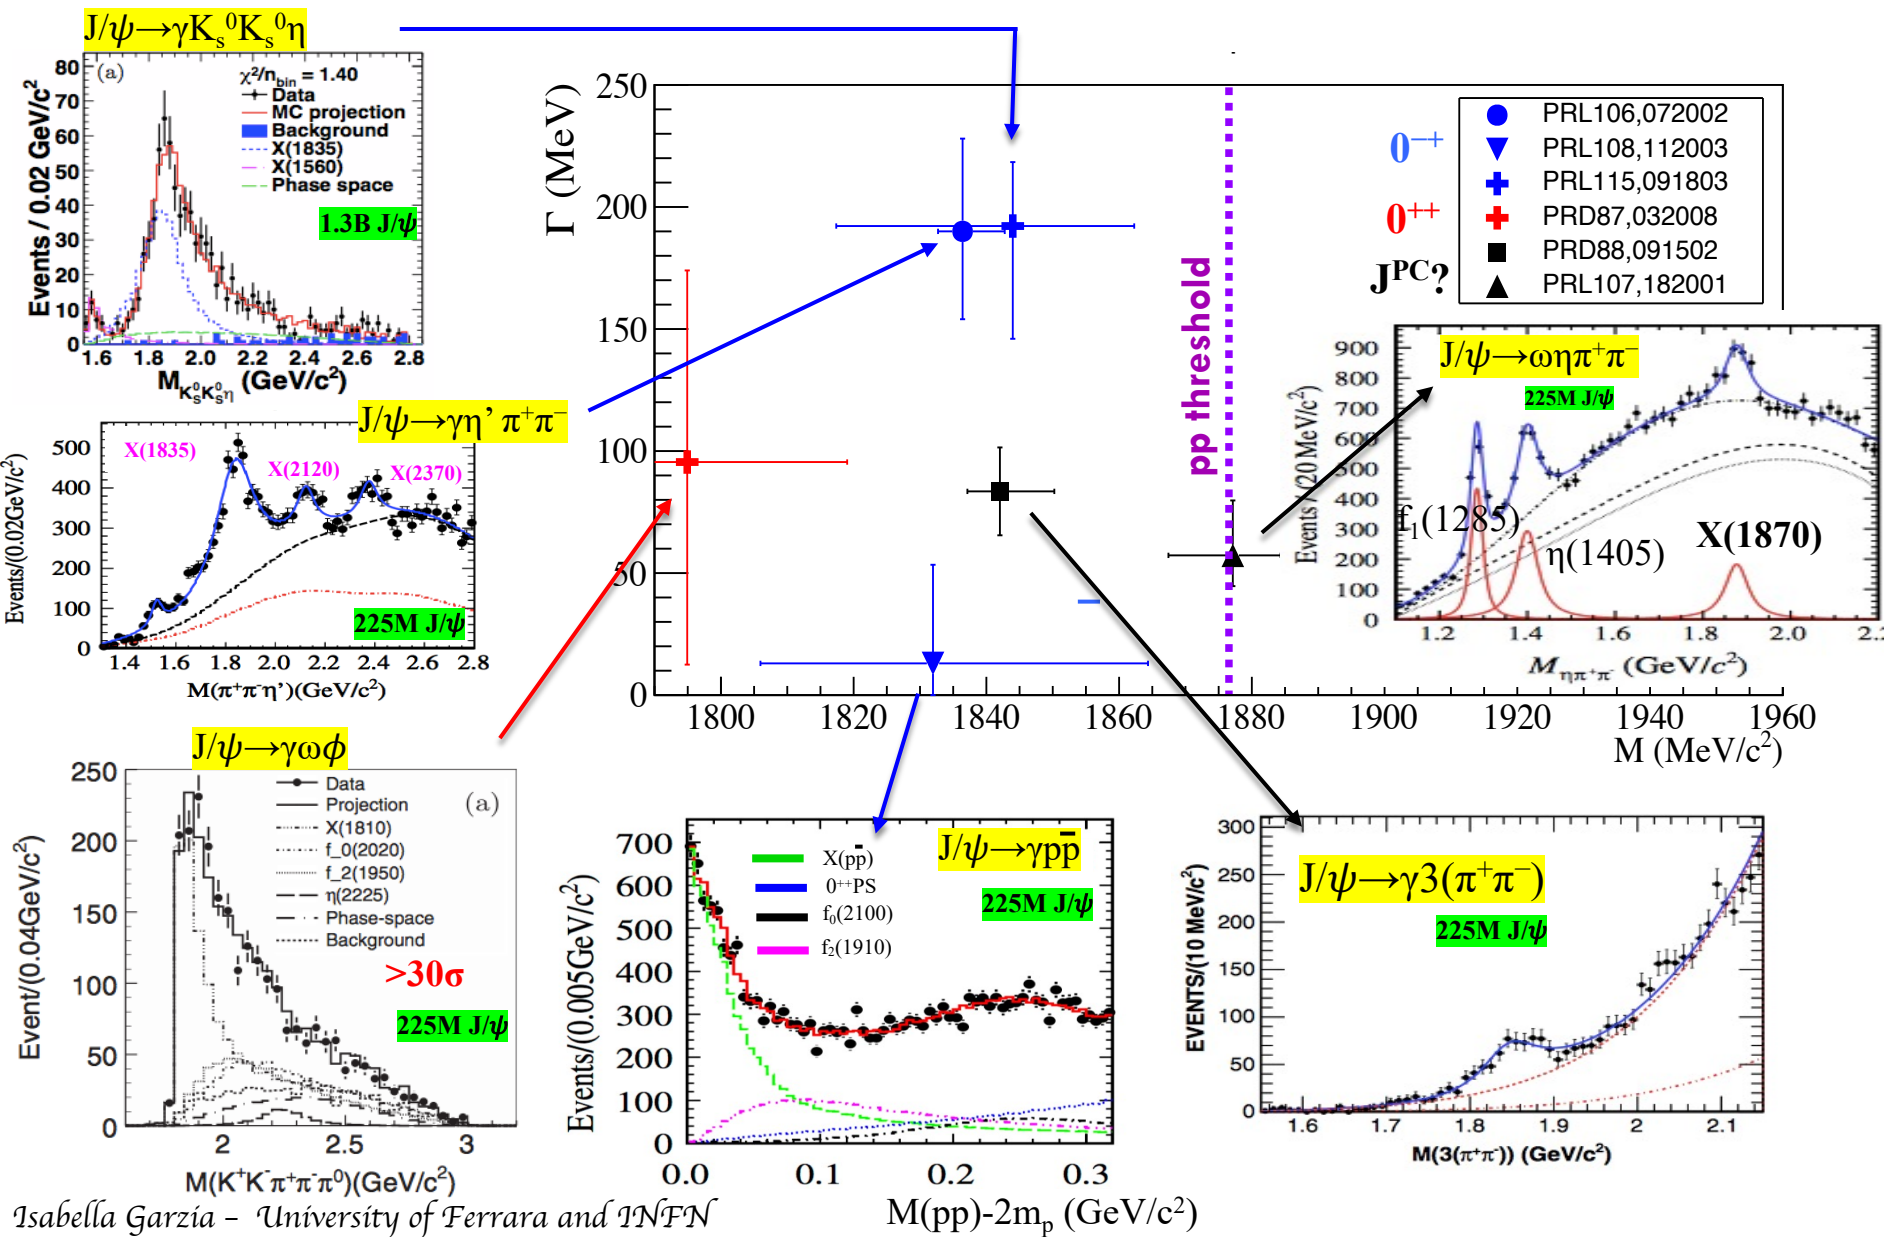 J/ψ→γKs⁰Ks⁰η
(a)
χ²/n_bin = 1.40
Data
MC projection
Background
X(1835)
X(1560)
Phase space
1.3B J/ψ
Events / 0.02 GeV/c²
80
70
60
50
40
30
20
10
0
1.6 1.8 2.0 2.2 2.4 2.6 2.8
M_K⁰sK⁰sη (GeV/c²)
J/ψ→γη’ π⁺π⁻
X(1835)
X(2120)
X(2370)
225M J/ψ
Events/(0.02GeV/c²)
500
400
300
200
100
0
1.4 1.6 1.8 2.0 2.2 2.4 2.6 2.8
M(π⁺π⁻η’)(GeV/c²)
J/ψ→γωϕ
(a)
Data
Projection
X(1810)
f_0(2020)
f_2(1950)
η(2225)
Phase-space
Background
>30σ
225M J/ψ
Event/(0.04GeV/c²)
250
200
150
100
50
0
2 2.5 3
M(K⁺K⁻π⁺π⁻π⁰)(GeV/c²)
Γ (MeV)
250
200
150
100
50
0
1800 1820 1840 1860 1880 1900 1920 1940 1960
M (MeV/c²)
pp threshold
0⁻⁺
0⁺⁺
J^PC?
PRL106,072002
PRL108,112003
PRL115,091803
PRD87,032008
PRD88,091502
PRL107,182001
J/ψ→ωηπ⁺π⁻
225M J/ψ
f₁(1285)
η(1405)
X(1870)
Events / (20 MeV/c²)
900
800
700
600
500
400
300
200
100
0
1.2 1.4 1.6 1.8 2.0
M_ηπ⁺π⁻ (GeV/c²)
J/ψ→γpp̄
225M J/ψ
X(pp̄)
0⁺⁺PS
f₀(2100)
f₂(1910)
Events/(0.005GeV/c²)
700
600
500
400
300
200
100
0
0.0 0.1 0.2 0.3
M(pp)-2m_p (GeV/c²)
J/ψ→γ3(π⁺π⁻)
225M J/ψ
EVENTS/(10 MeV/c²)
300
250
200
150
100
50
0
1.6 1.7 1.8 1.9 2 2.1
M(3(π⁺π⁻)) (GeV/c²)
Isabella Garzia – University of Ferrara and INFN